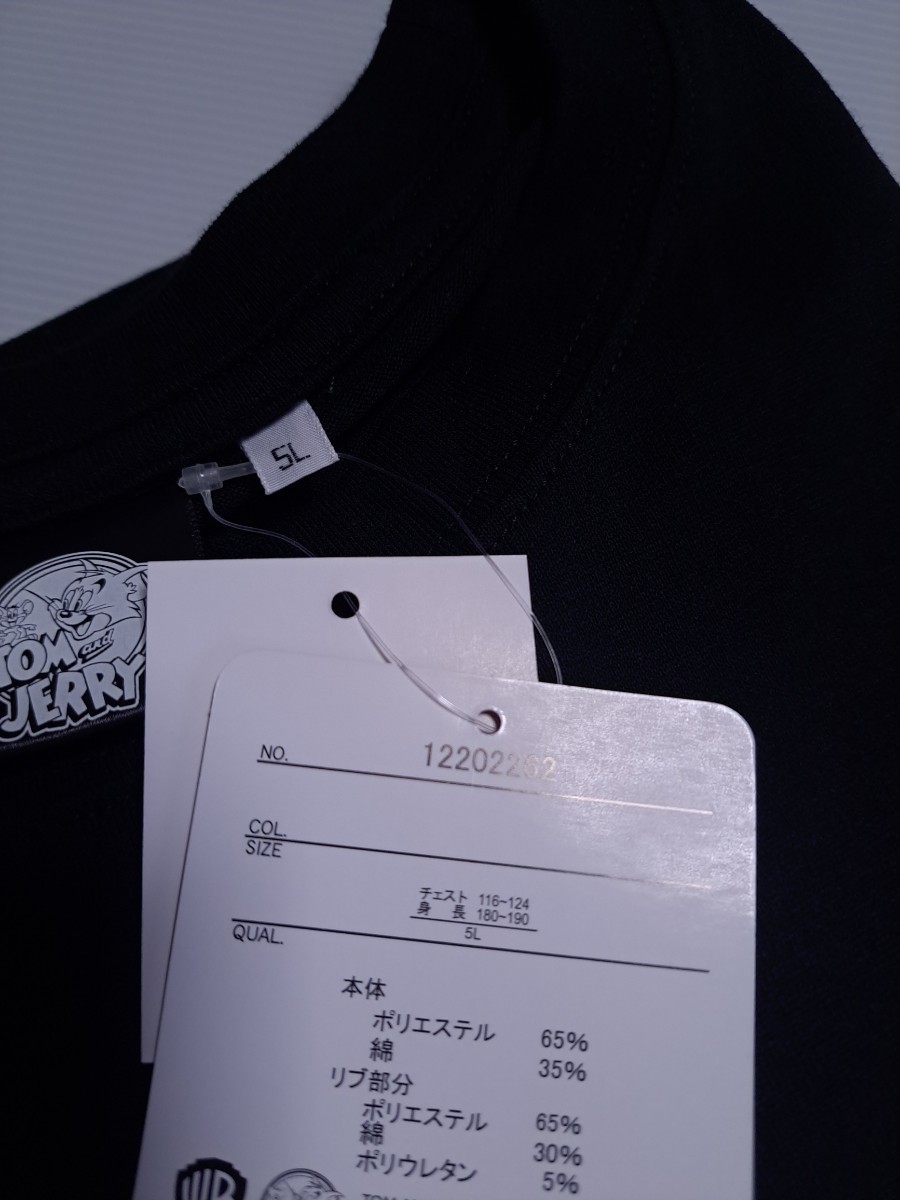 5L
TOM and
JERRY
NO. 12202262
COL.
SIZE
チェスト 116~124
身 長 180~190
5L
QUAL.
本体
ポリエステル 65%
綿 35%
リブ部分
ポリエステル 65%
綿 30%
ポリウレタン 5%
WB